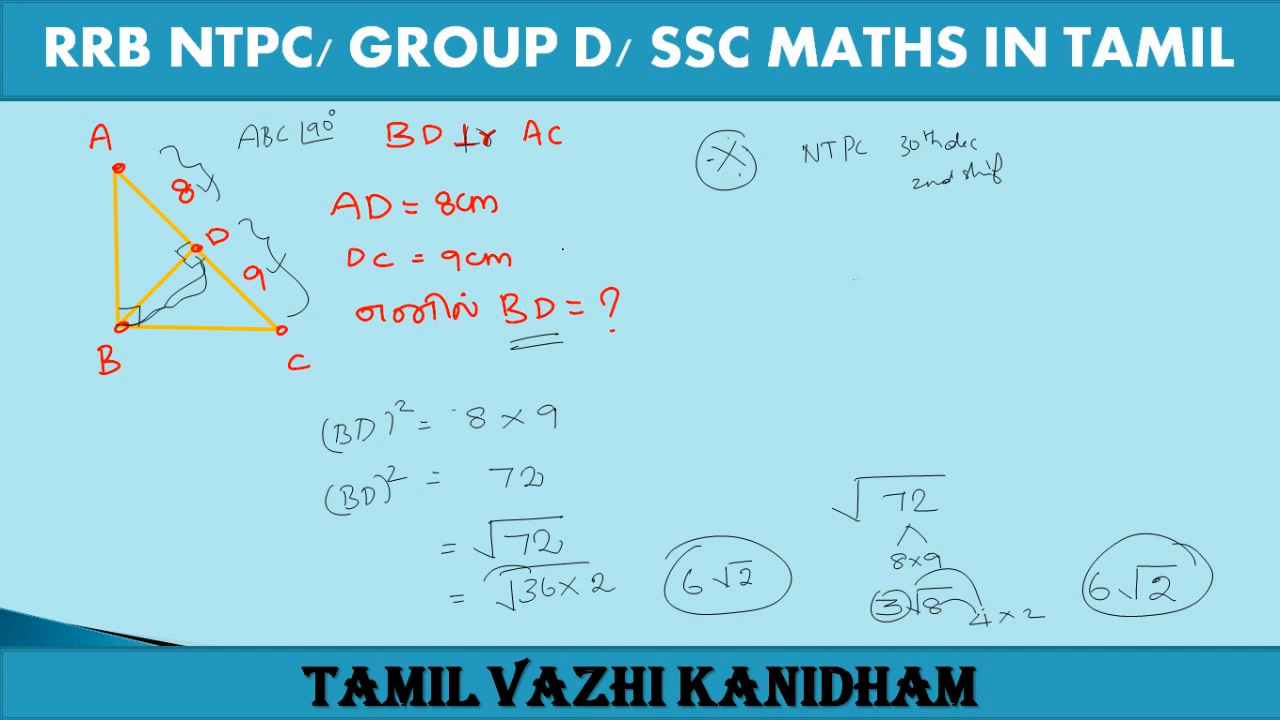 RRB NTPC/ GROUP D/ SSC MATHS IN TAMIL
A
ABC 90°
BD ⊥r AC
NTPC 30th dec
2nd shif
8
AD = 8cm
D
DC = 9cm
9
எனில் BD = ?
B
C
(BD)² = 8 × 9
(BD)² = 72
= √72
= √36×2
6√2
√72
8×9
3√8
4×2
6√2
TAMIL VAZHI KANIDHAM